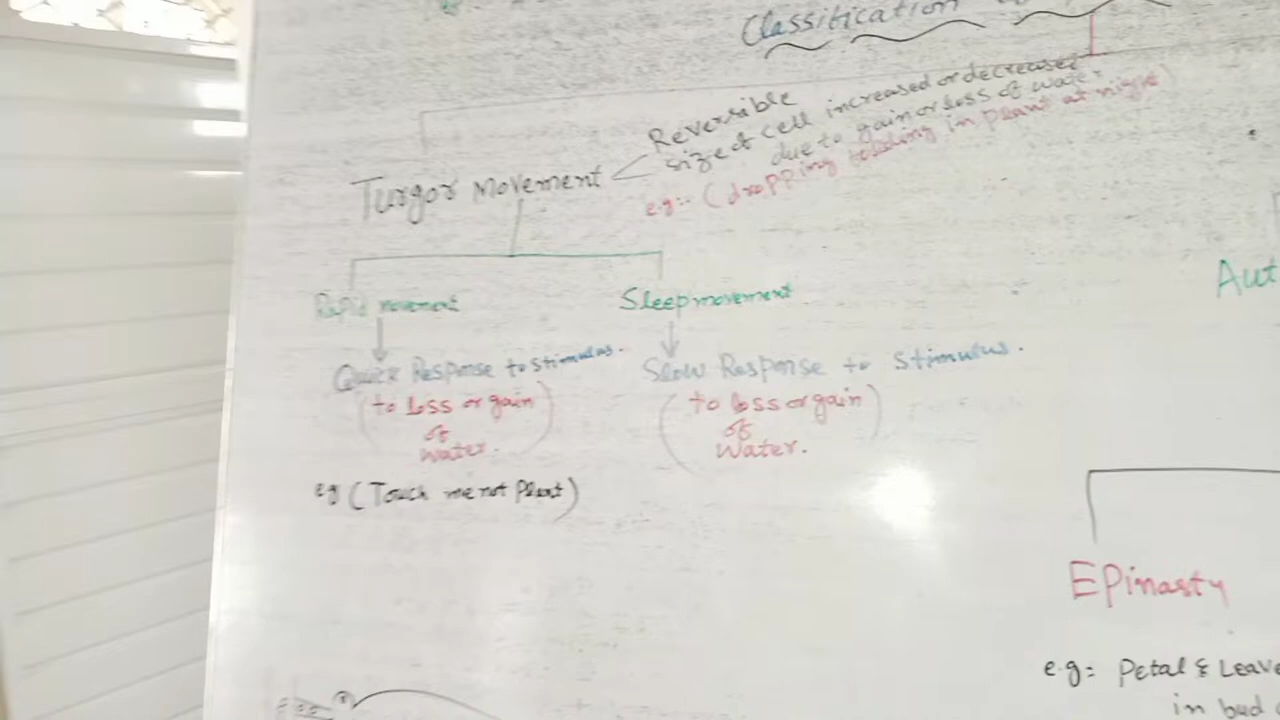 Classification
Reversible
size of cell increased or decreased
due to gain or loss of water
Turgor movement
e.g:- (dropping folding in plant at night)
Rapid movement
Sleep movement
Aut
Quick Response to stimulus.
Slow Response to stimulus.
(to loss or gain
of
water.)
(to loss or gain
of
Water.)
eg (Touch me not Plant)
EPinasty
e.g:= Petal & Leave
in bud